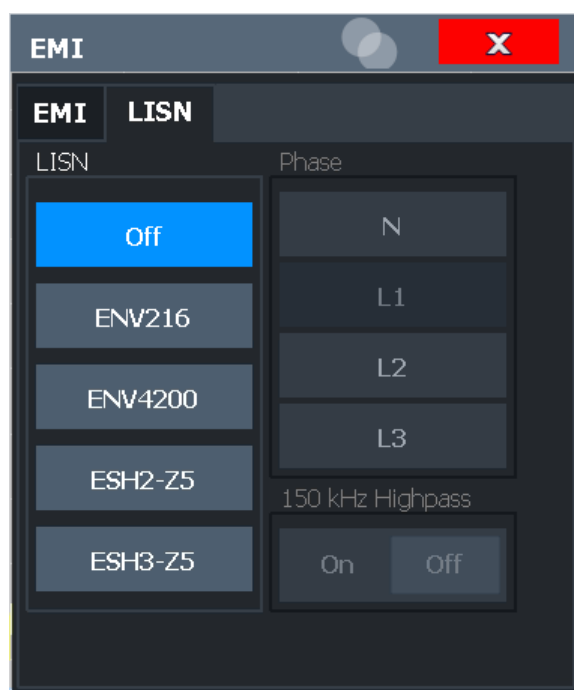 EMI
X
EMI LISN
LISN
Off
ENV216
ENV4200
ESH2-Z5
ESH3-Z5
Phase
N
L1
L2
L3
150 kHz Highpass
On Off